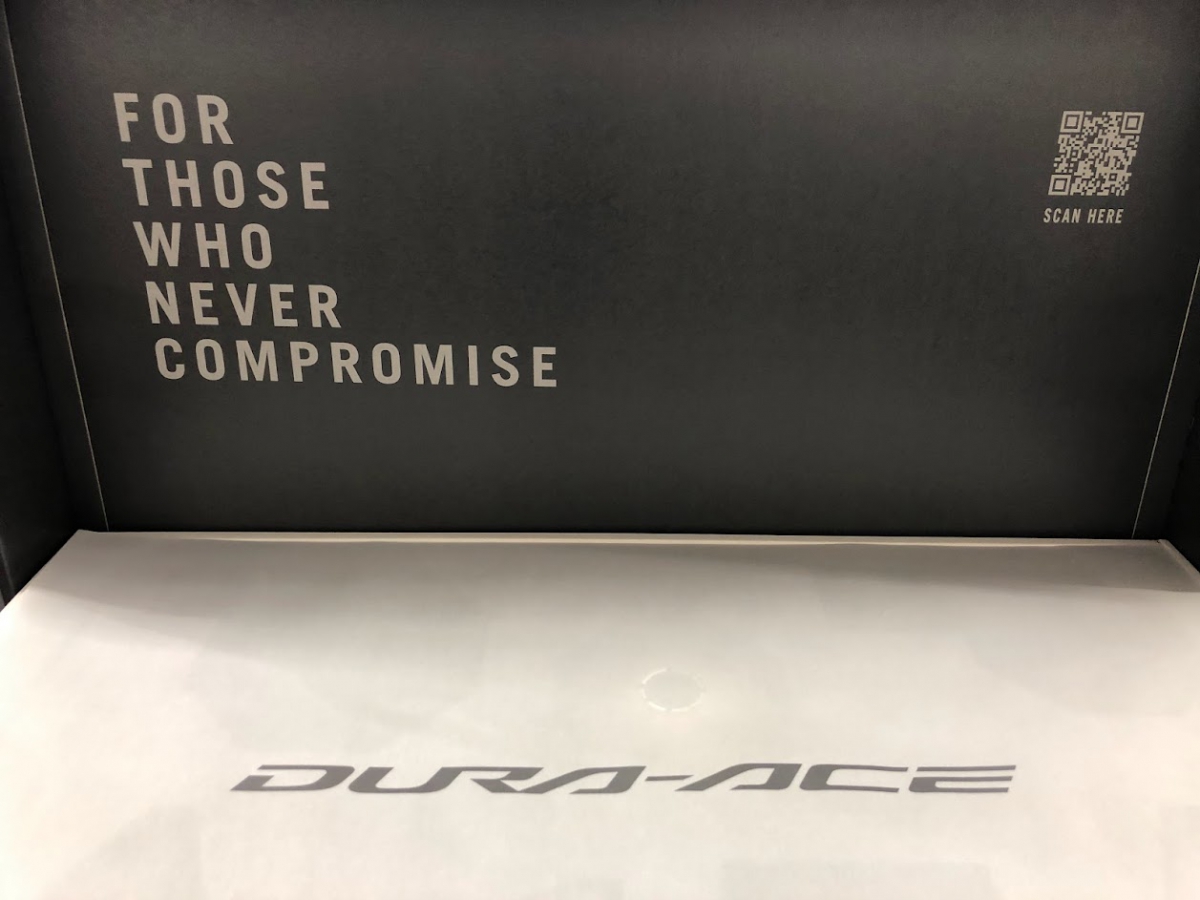 FOR
THOSE
WHO
NEVER
COMPROMISE
SCAN HERE
DURA-ACE